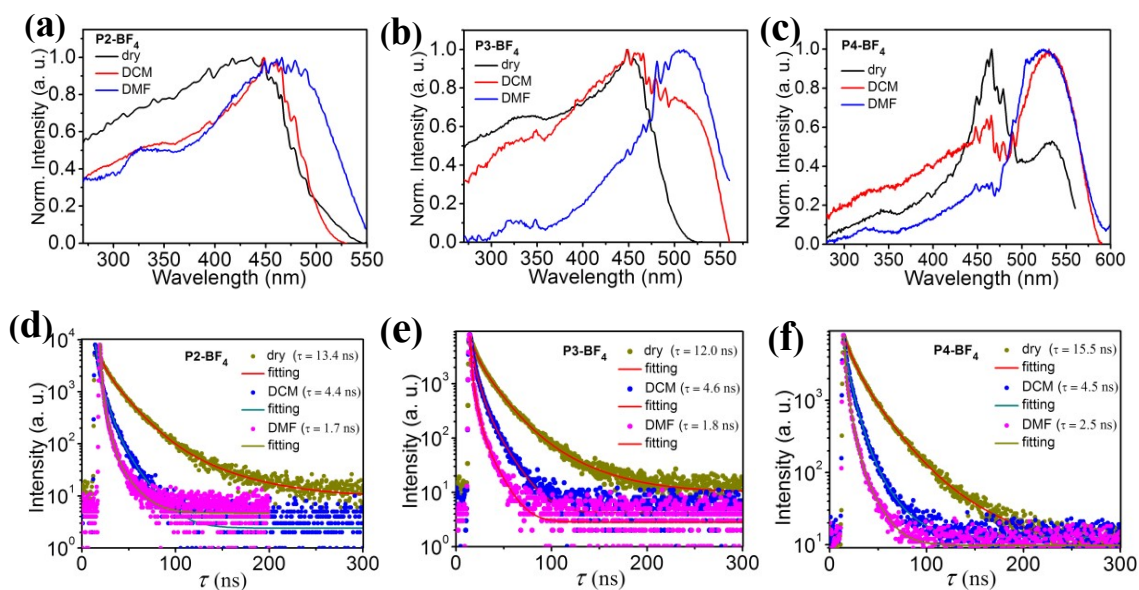 (a)
P2-BF4
dry
DCM
DMF
Norm. Intensity (a. u.)
1.0
0.8
0.6
0.4
0.2
0.0
300 350 400 450 500 550
Wavelength (nm)
(b)
P3-BF4
dry
DCM
DMF
Norm. Intensity (a. u.)
1.0
0.8
0.6
0.4
0.2
0.0
300 350 400 450 500 550
Wavelength (nm)
(c)
P4-BF4
dry
DCM
DMF
Norm. Intensity (a. u.)
1.0
0.8
0.6
0.4
0.2
0.0
300 350 400 450 500 550 600
Wavelength (nm)
(d)
P2-BF4
dry (τ = 13.4 ns)
fitting
DCM (τ = 4.4 ns)
fitting
DMF (τ = 1.7 ns)
fitting
Intensity (a. u.)
10^4
10^3
10^2
10^1
10^0
0 100 200 300
τ (ns)
(e)
P3-BF4
dry (τ = 12.0 ns)
fitting
DCM (τ = 4.6 ns)
fitting
DMF (τ = 1.8 ns)
fitting
Intensity (a. u.)
10^3
10^2
10^1
10^0
0 100 200 300
τ (ns)
(f)
P4-BF4
dry (τ = 15.5 ns)
fitting
DCM (τ = 4.5 ns)
fitting
DMF (τ = 2.5 ns)
fitting
Intensity (a. u.)
10^3
10^2
10^1
0 100 200 300
τ (ns)